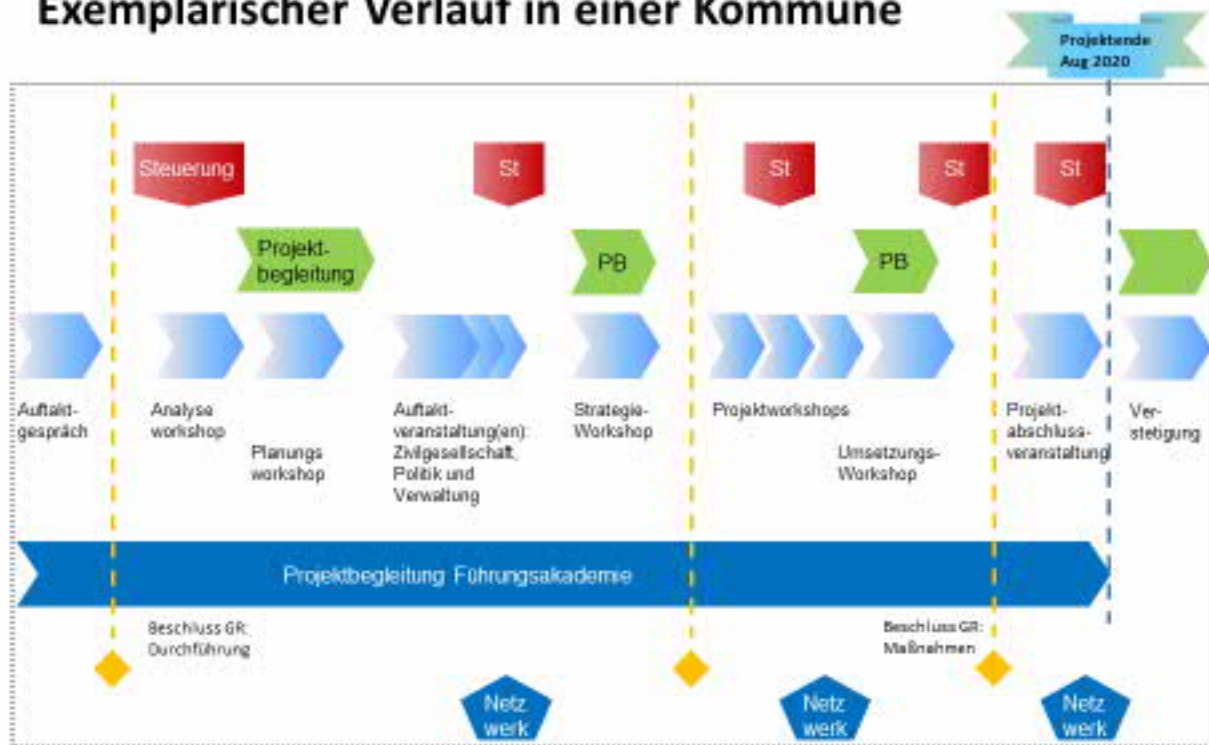 Exemplarischer Verlauf in einer Kommune
Projektende
Aug 2020
Steuerung
St
St
St
St
Projekt-
begleitung
PB
PB
Auftakt-
gespräch
Analyse
workshop
Planungs
workshop
Auftakt-
veranstaltung(en):
Zivilgesellschaft,
Politik und
Verwaltung
Strategie-
Workshop
Projektworkshops
Umsetzungs-
Workshop
Projekt-
abschluss-
veranstaltung
Ver-
stetigung
Projektbegleitung Führungsakademie
Beschluss GR:
Durchführung
Beschluss GR:
Maßnahmen
Netz
werk
Netz
werk
Netz
werk